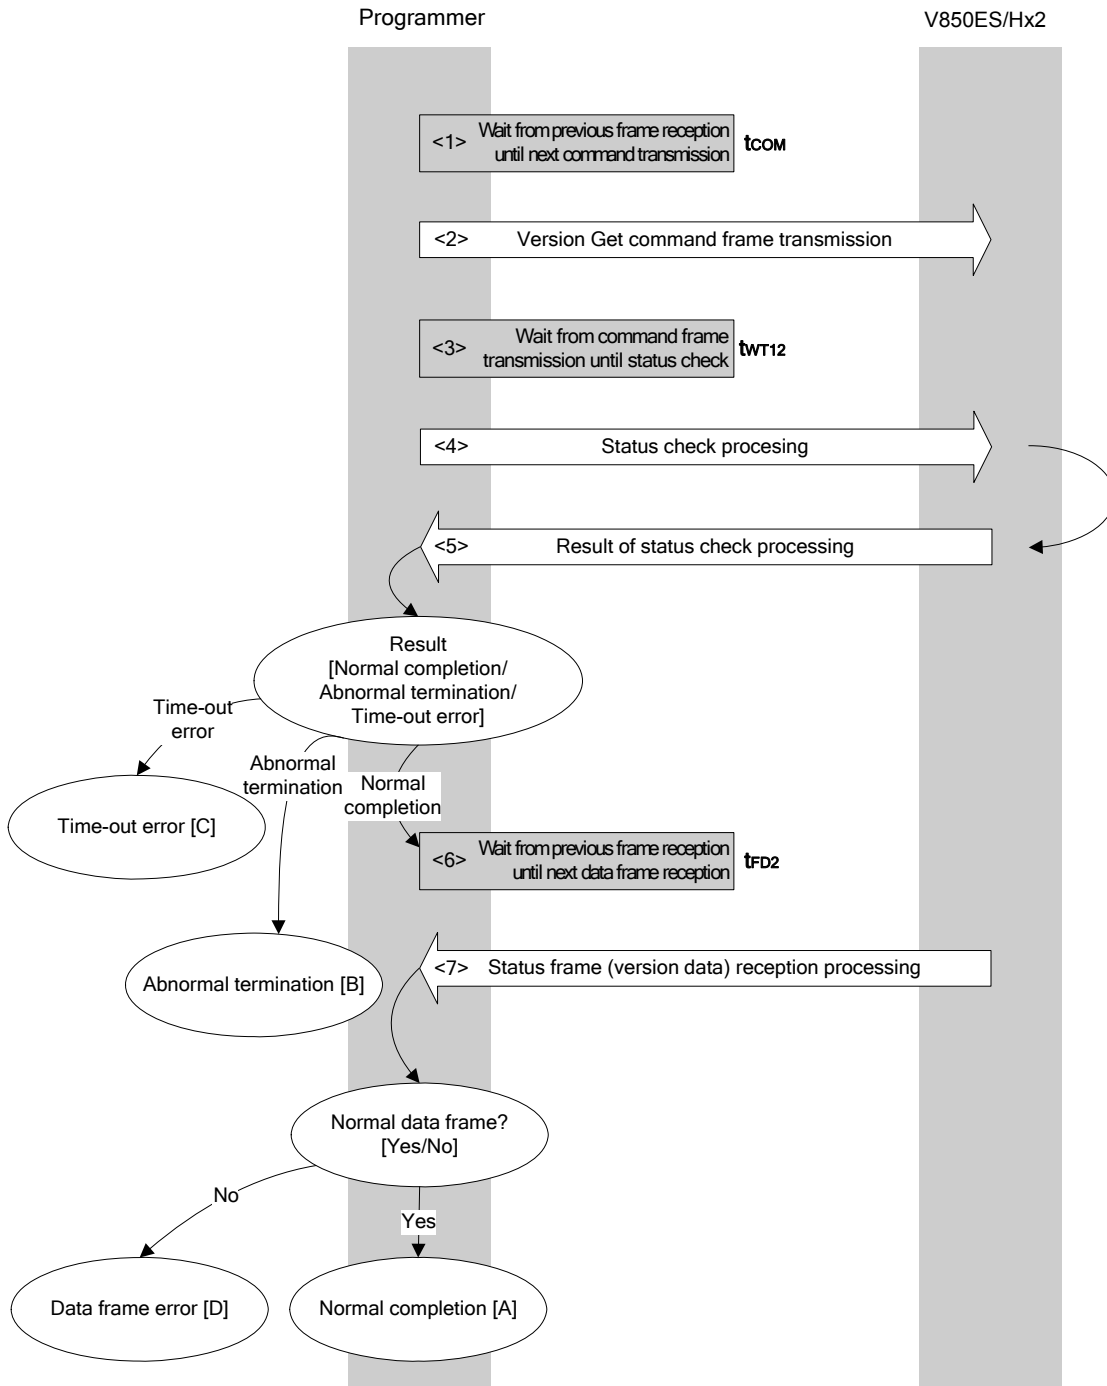 Programmer
V850ES/Hx2
<1> Wait from previous frame reception
until next command transmission
tCOM
<2> Version Get command frame transmission
<3> Wait from command frame
transmission until status check
tWT12
<4> Status check procesing
<5> Result of status check processing
Result
[Normal completion/
Abnormal termination/
Time-out error]
Time-out
error
Abnormal
termination
Normal
completion
Time-out error [C]
<6> Wait from previous frame reception
until next data frame reception
tFD2
Abnormal termination [B]
<7> Status frame (version data) reception processing
Normal data frame?
[Yes/No]
No
Yes
Data frame error [D]
Normal completion [A]